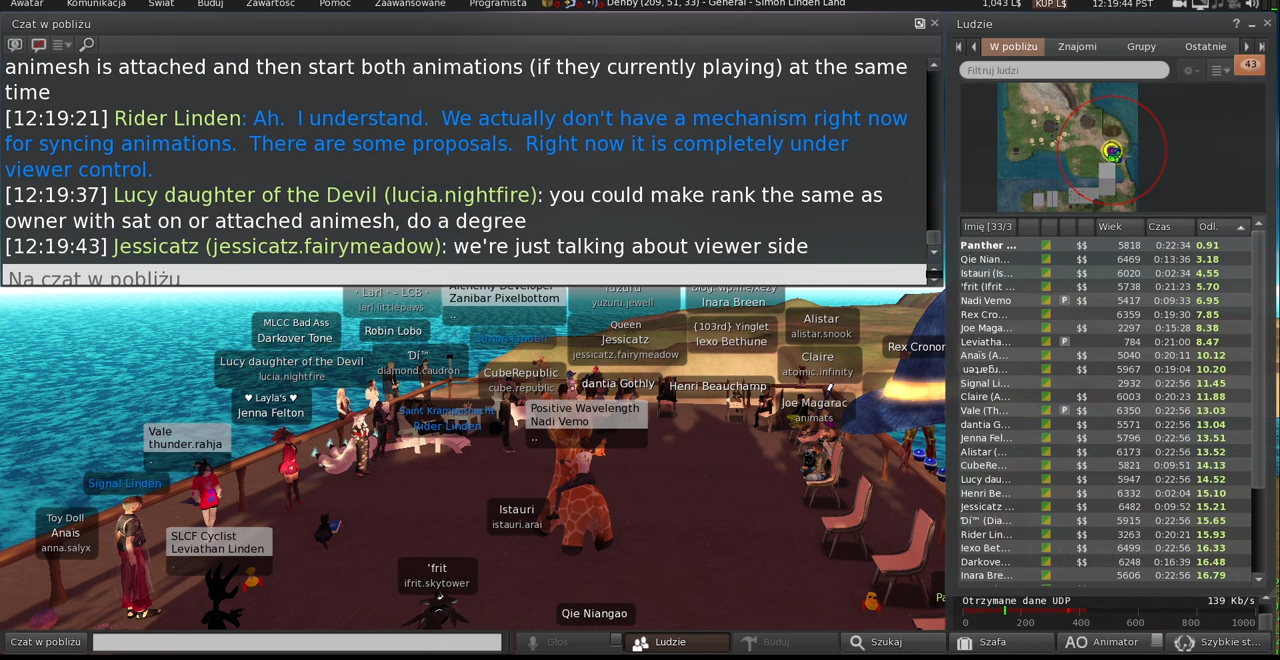 Awatar Komunikacja Świat Buduj Zawartość Pomoc Zaawansowane Programista Denby (209, 51, 33) - General - Simon Linden Land 1,043 L$ KUP L$ 12:19:44 PST
Czat w pobliżu
animesh is attached and then start both animations (if they currently playing) at the same
time
[12:19:21] Rider Linden: Ah. I understand. We actually don't have a mechanism right now
for syncing animations. There are some proposals. Right now it is completely under
viewer control.
[12:19:37] Lucy daughter of the Devil (lucia.nightfire): you could make rank the same as
owner with sat on or attached animesh, do a degree
[12:19:43] Jessicatz (jessicatz.fairymeadow): we're just talking about viewer side
Na czat w pobliżu
Alchemy Developer
Zanibar Pixelbottom
..
* Lari * - LCB *
lari.littlepaws
Yuzuru
yuzuru.jewell
Blog: wp.me/xezy
Inara Breen
MLCC Bad Ass
Darkover Tone
Robin Lobo
Simon Linden
Queen
Jessicatz
jessicatz.fairymeadow
{103rd} Yinglet
Iexo Bethune
Alistar
alistar.snook
Rex Cronon
Lucy daughter of the Devil
lucia.nightfire
Ɗí™
diamond.caudron
CubeRepublic
cube.republic
dantia Gothly
Henri Beauchamp
Claire
atomic.infinity
♥ Layla's ♥
Jenna Felton
Saint Krampusnacht
Rider Linden
Positive Wavelength
Nadi Vemo
..
Joe Magarac
animats
Vale
thunder.rahja
.
Signal Linden
Toy Doll
Anaïs
anna.salyx
SLCF Cyclist
Leviathan Linden
.
Istauri
istauri.arai
'frit
ifrit.skytower
Qie Niangao
Pa
Czat w pobliżu Głos Ludzie Buduj Szukaj
Ludzie
W pobliżu Znajomi Grupy Ostatnie
Filtruj ludzi 43
Imię [33/3 Wiek Czas Odl.
Panther ... $$ 5818 0:22:34 0.91
Qie Nian... $$ 6469 0:13:36 3.18
Istauri (Is... $$ 6020 0:22:34 4.55
'frit (Ifrit ... $$ 5738 0:21:23 5.70
Nadi Vemo P $$ 5417 0:09:33 6.95
Rex Cro... $$ 6359 0:19:30 7.85
Joe Maga... $$ 2297 0:15:28 8.38
Leviatha... P 784 0:21:00 8.47
Anaïs (A... $$ 5040 0:20:11 10.12
$$ 5967 0:19:04 10.20
Signal Li... $$ 2932 0:22:56 11.45
Claire (A... $$ 6003 0:20:23 11.88
Vale (Th... P $$ 6350 0:22:56 13.03
dantia G... $$ 5571 0:22:56 13.04
Jenna Fel... $$ 5796 0:22:56 13.51
Alistar (... $$ 6173 0:22:56 13.52
CubeRe... $$ 5821 0:09:51 14.13
Lucy dau... $$ 5947 0:22:56 14.52
Henri Be... $$ 6332 0:02:04 15.10
Jessicatz ... $$ 6482 0:09:52 15.21
Ɗí™ (Dia... $$ 5915 0:22:56 15.65
Rider Lin... $$ 3263 0:20:21 15.93
Iexo Bet... $$ 6499 0:22:56 16.33
Darkove... $$ 6248 0:16:39 16.48
Inara Bre... 5606 0:22:56 16.79
Otrzymane dane UDP 139 Kb/s
0 200 400 600 800 1000
Szafa AO Animator Szybkie st...